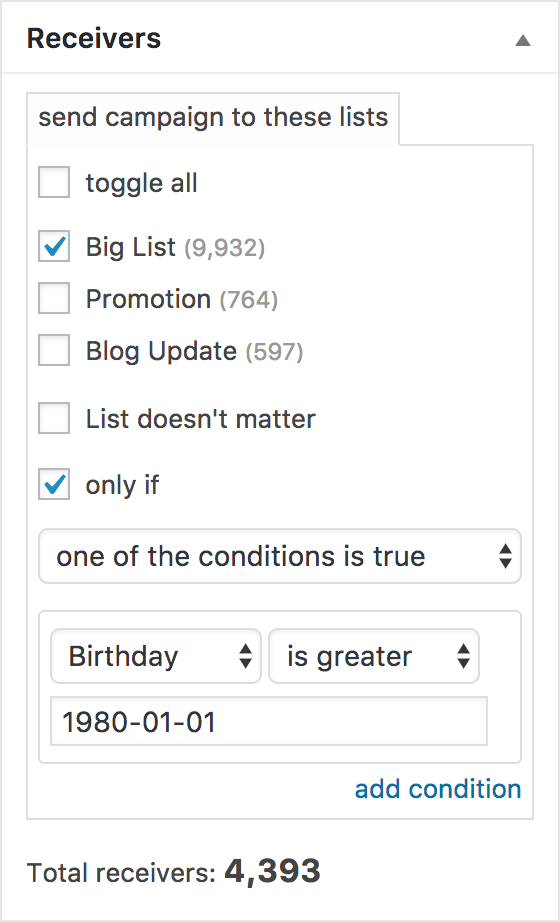 Receivers
send campaign to these lists
toggle all
Big List (9,932)
Promotion (764)
Blog Update (597)
List doesn't matter
only if
one of the conditions is true
Birthday is greater
1980-01-01
add condition
Total receivers: 4,393